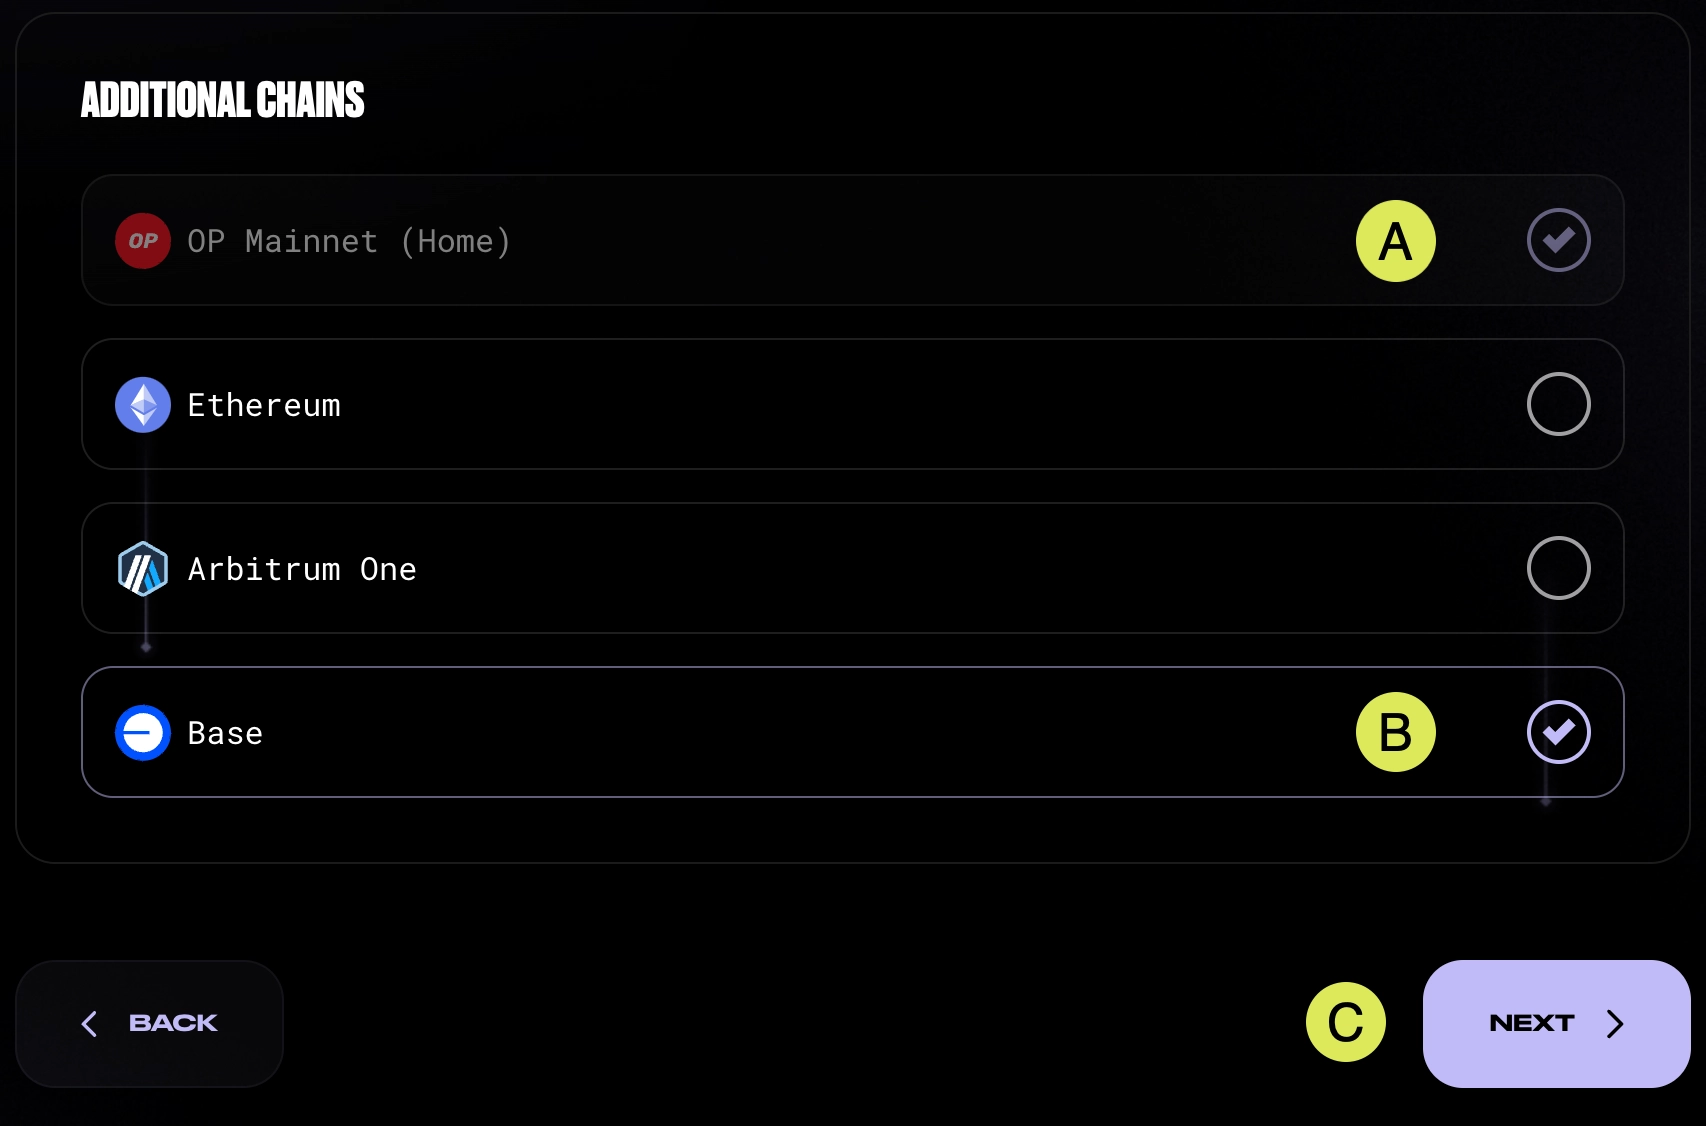 ADDITIONAL CHAINS
OP OP Mainnet (Home) A
Ethereum
Arbitrum One
Base B
BACK C NEXT